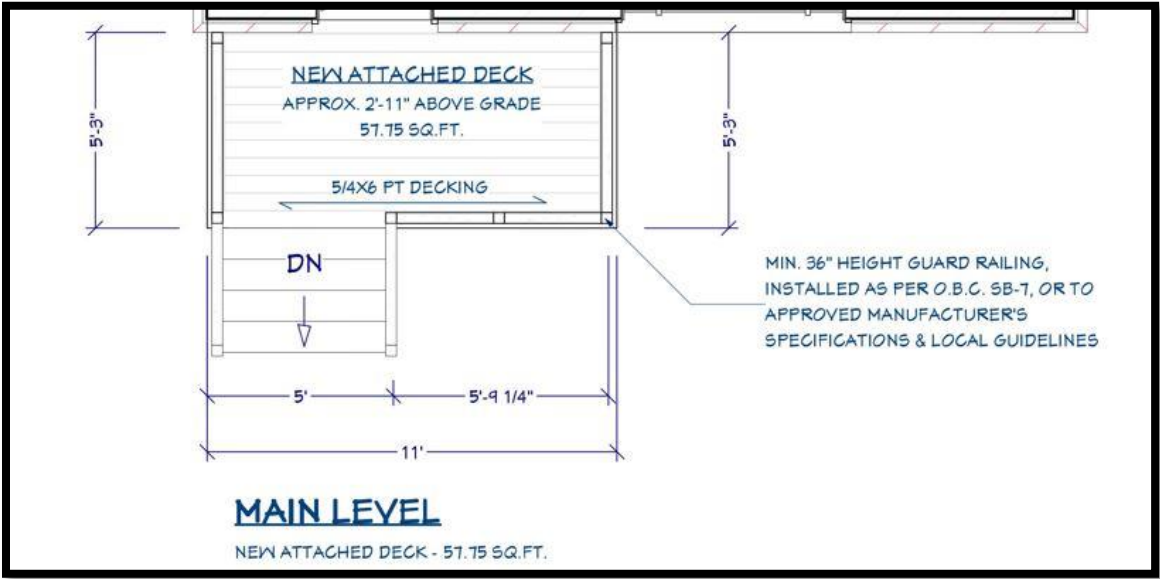 NEW ATTACHED DECK
APPROX. 2'-11" ABOVE GRADE
57.75 SQ.FT.
5'-3"
5'-3"
5/4X6 PT DECKING
DN
MIN. 36" HEIGHT GUARD RAILING,
INSTALLED AS PER O.B.C. SB-7, OR TO
APPROVED MANUFACTURER'S
SPECIFICATIONS & LOCAL GUIDELINES
5'
5'-9 1/4"
11'
MAIN LEVEL
NEW ATTACHED DECK - 57.75 SQ.FT.